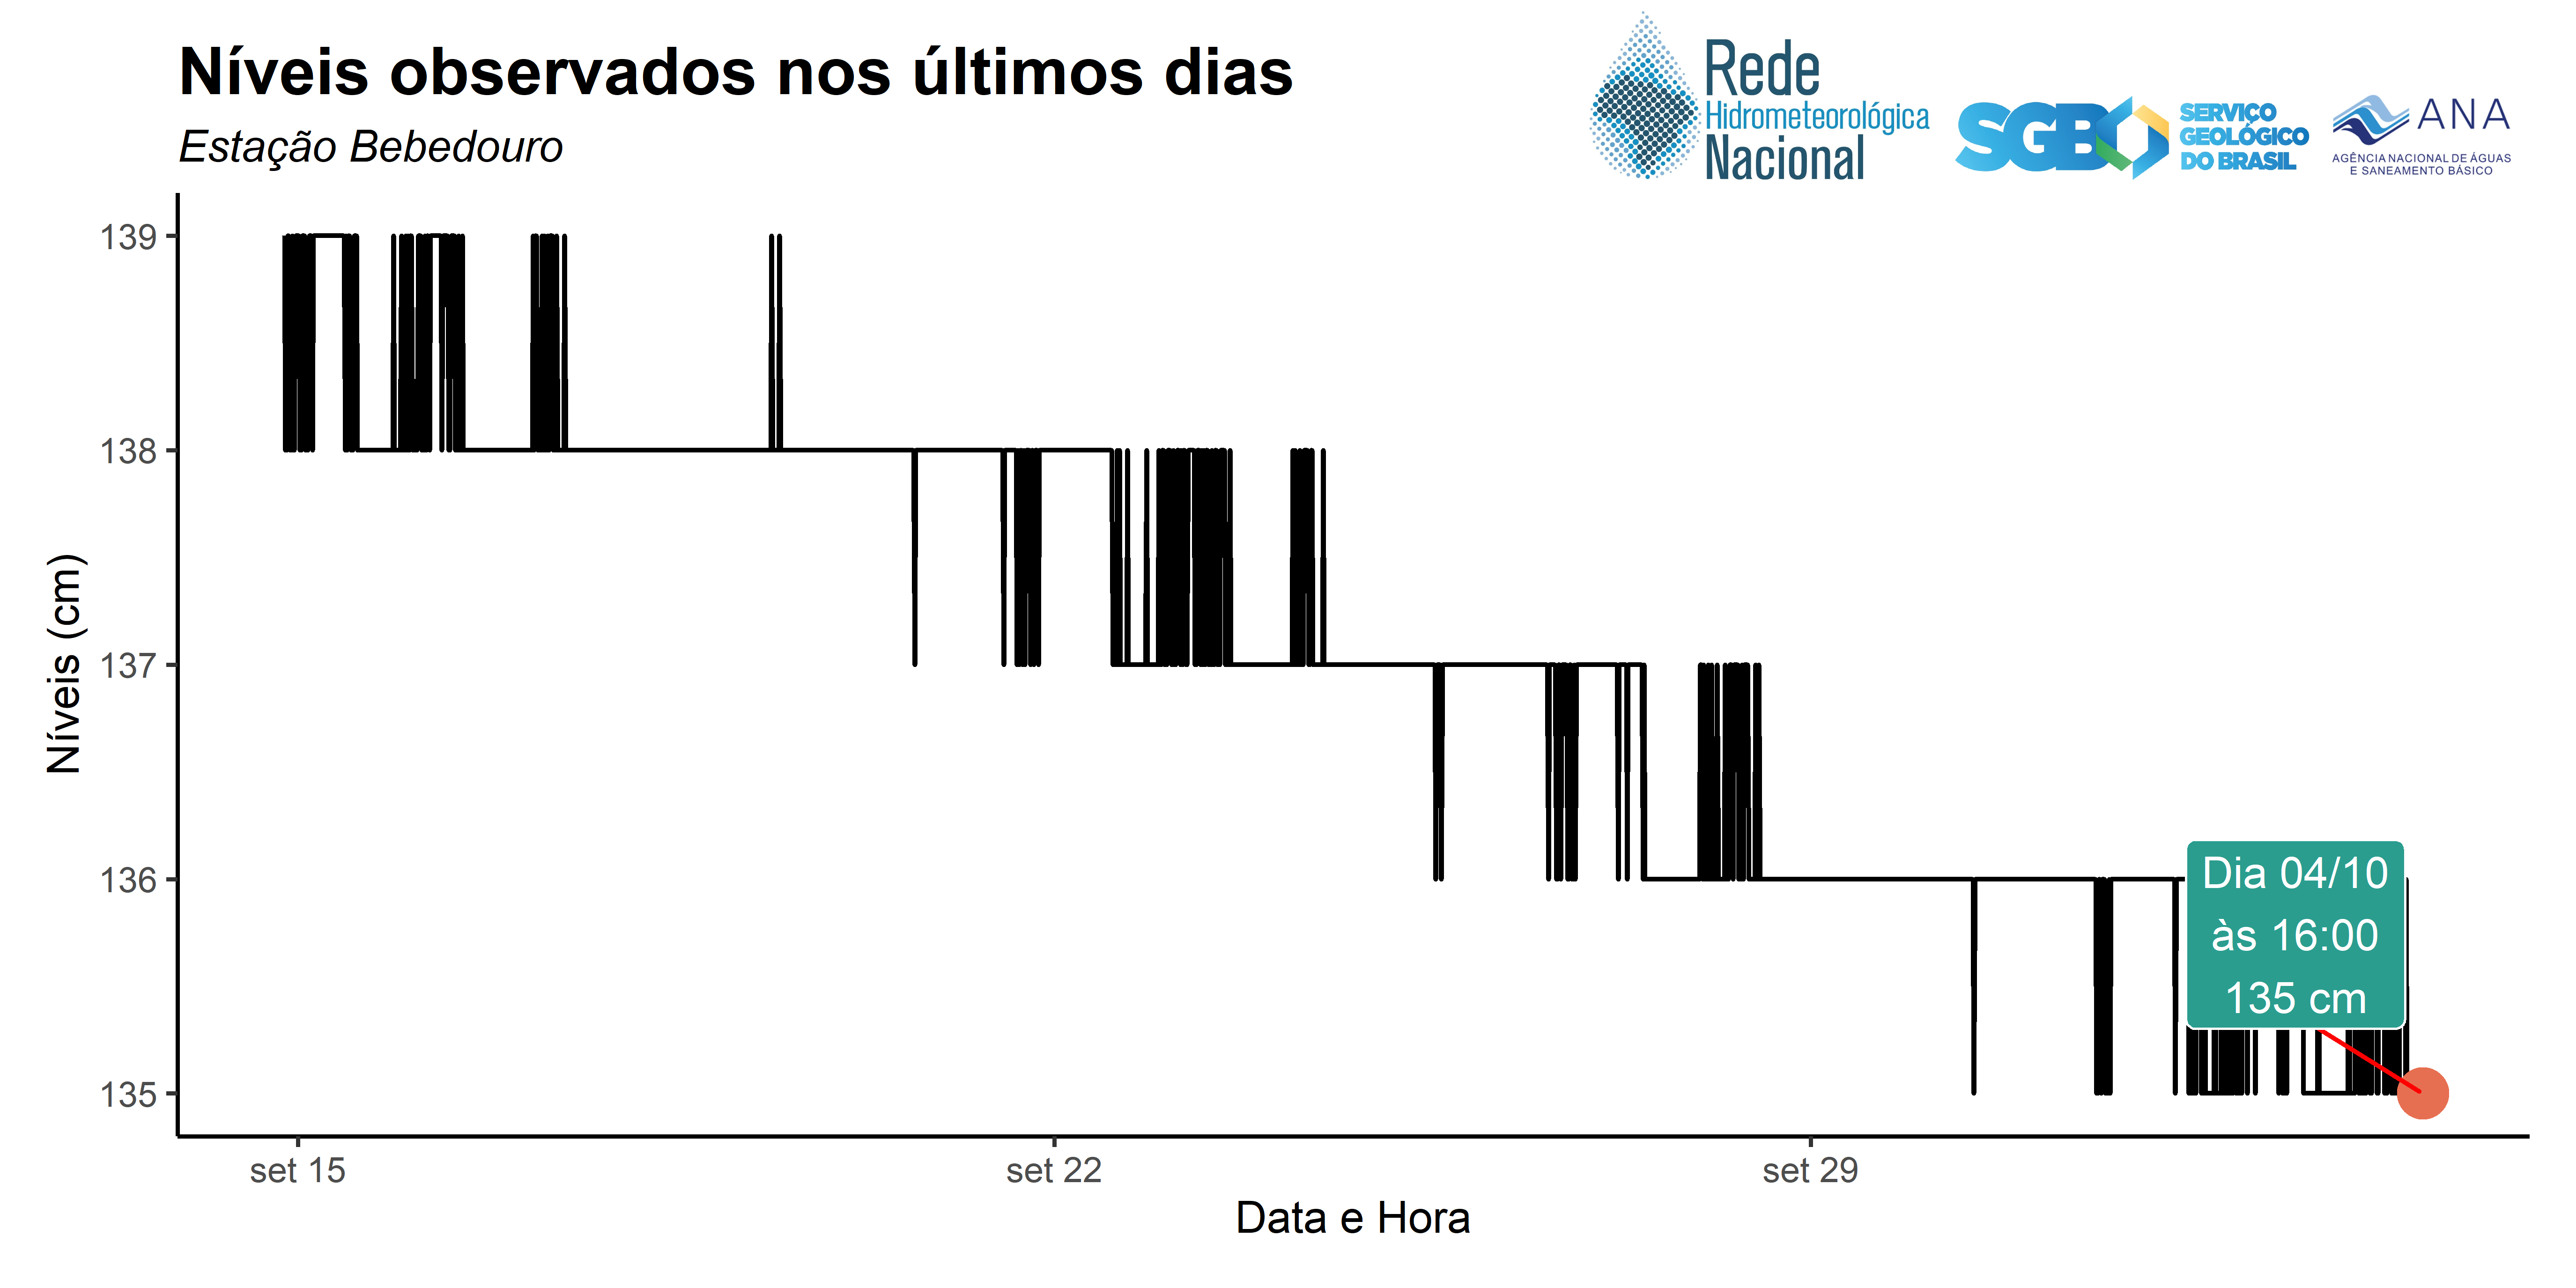 Níveis observados nos últimos dias
Estação Bebedouro
Rede
Hidrometeorológica
Nacional
SGB
SERVIÇO
GEOLÓGICO
DO BRASIL
ANA
AGÊNCIA NACIONAL DE ÁGUAS
E SANEAMENTO BÁSICO
Níveis (cm)
139
138
137
136
135
Dia 04/10
às 16:00
135 cm
set 15
set 22
set 29
Data e Hora